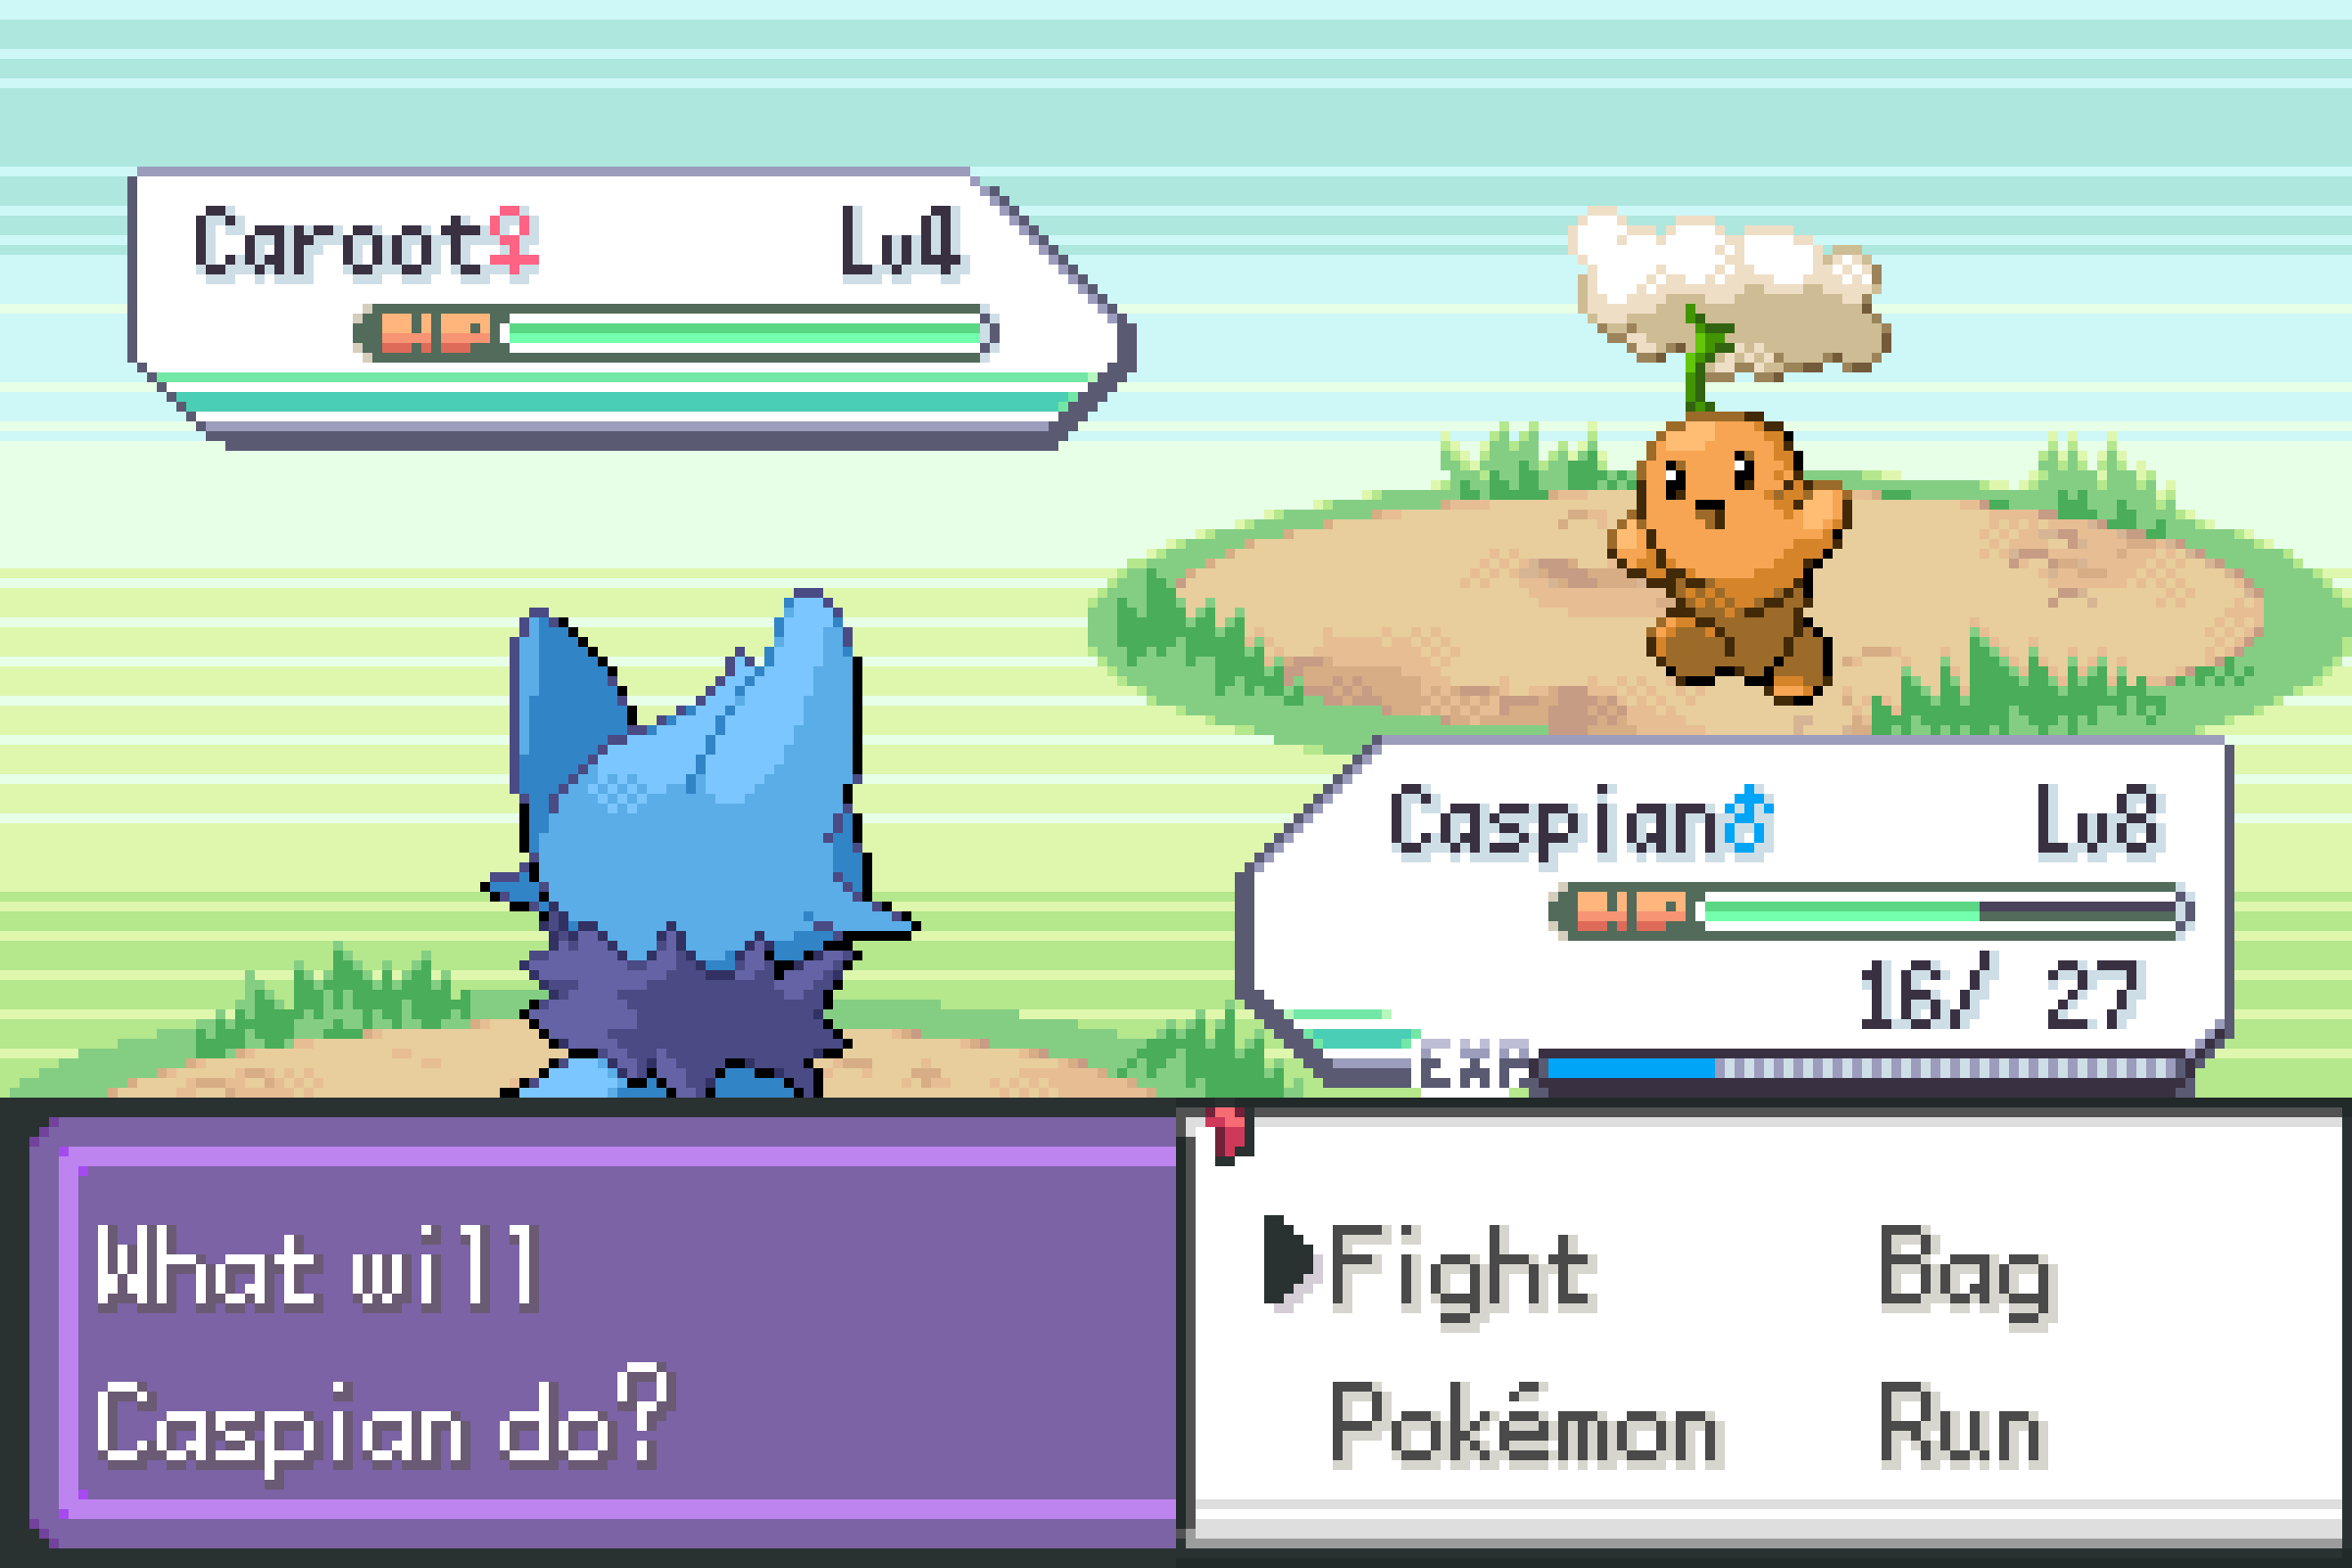 Caroot♀ Lv4
HP
Caspian♂ Lv8
HP
16/ 27
EXP
What will
Caspian do?
Fight Bag
Pokémon Run